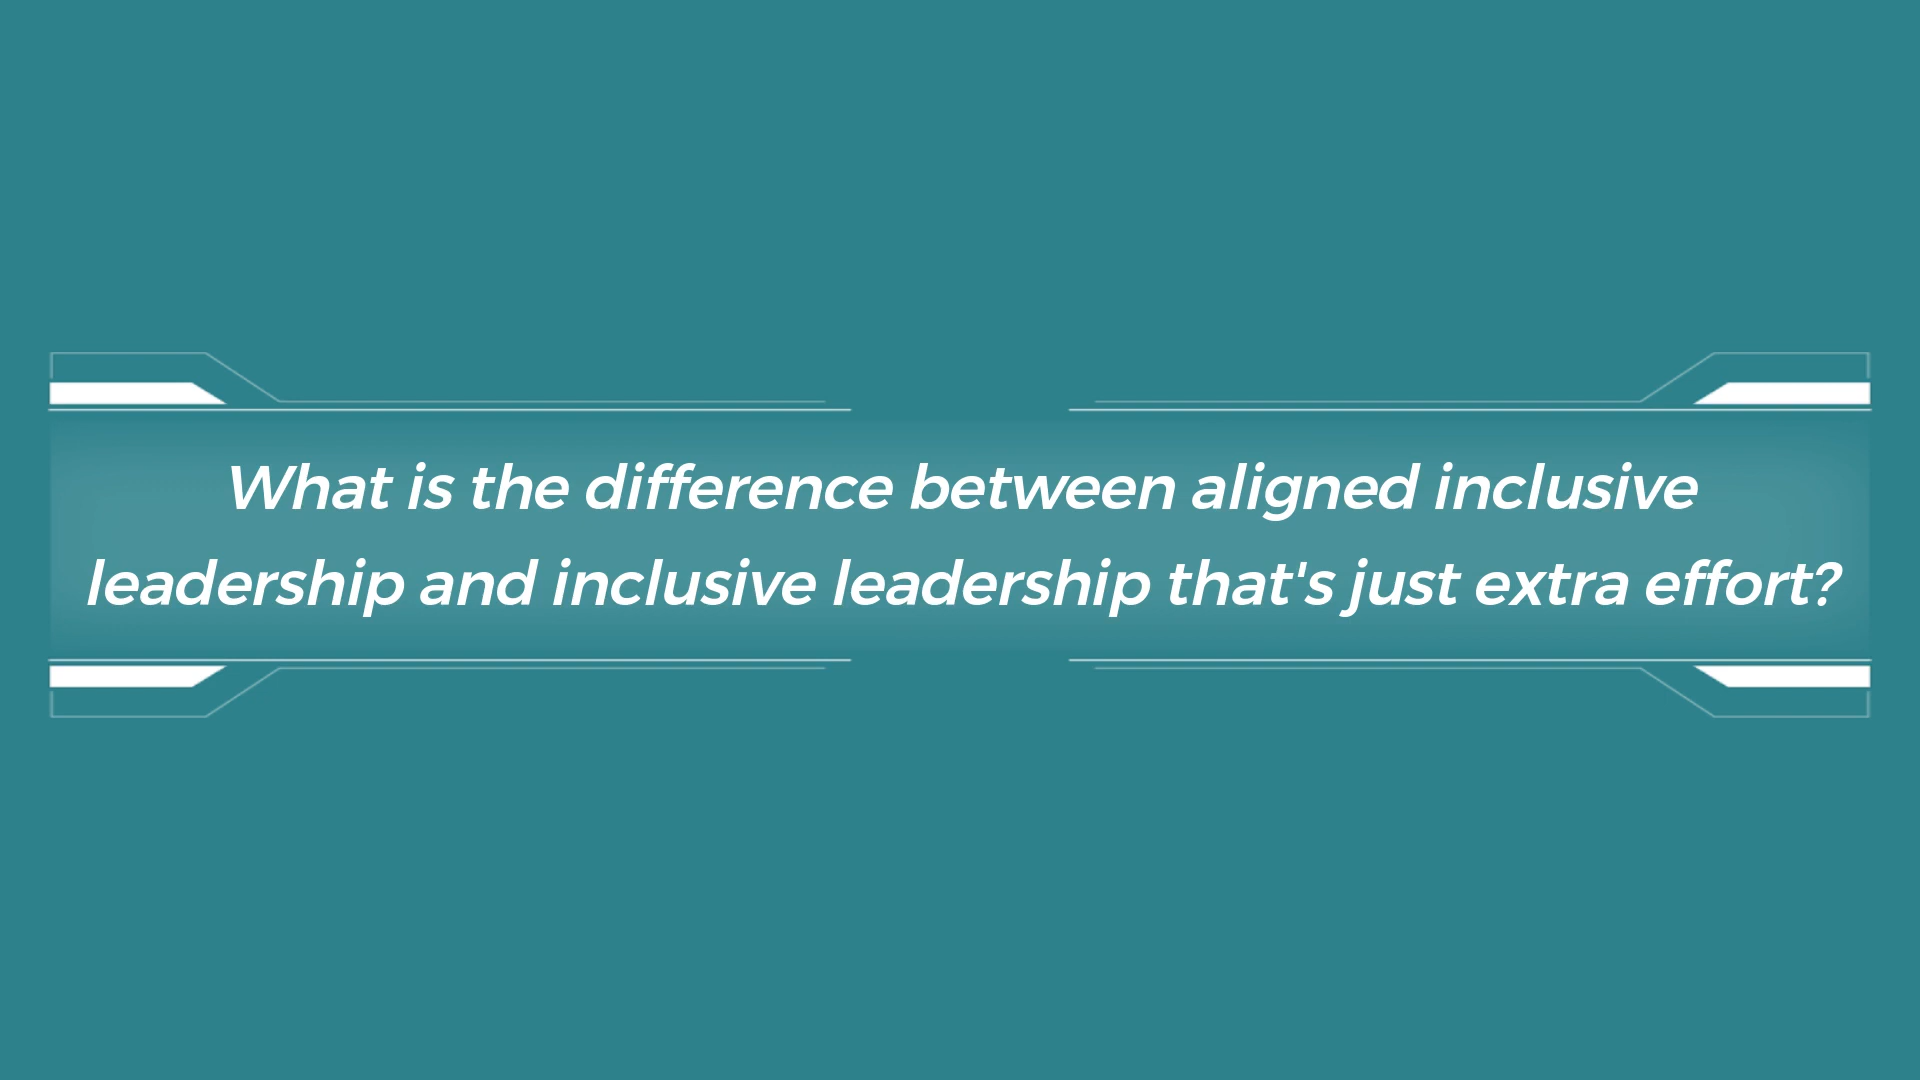 What is the difference between aligned inclusive
leadership and inclusive leadership that's just extra effort?